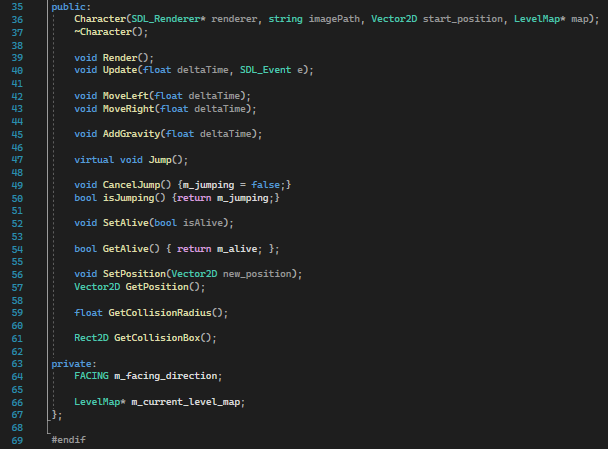 35 public:
36 Character(SDL_Renderer* renderer, string imagePath, Vector2D start_position, LevelMap* map);
37 ~Character();
38
39 void Render();
40 void Update(float deltaTime, SDL_Event e);
41
42 void MoveLeft(float deltaTime);
43 void MoveRight(float deltaTime);
44
45 void AddGravity(float deltaTime);
46
47 virtual void Jump();
48
49 void CancelJump() {m_jumping = false;}
50 bool isJumping() {return m_jumping;}
51
52 void SetAlive(bool isAlive);
53
54 bool GetAlive() { return m_alive; };
55
56 void SetPosition(Vector2D new_position);
57 Vector2D GetPosition();
58
59 float GetCollisionRadius();
60
61 Rect2D GetCollisionBox();
62
63 private:
64 FACING m_facing_direction;
65
66 LevelMap* m_current_level_map;
67 };
68
69 #endif